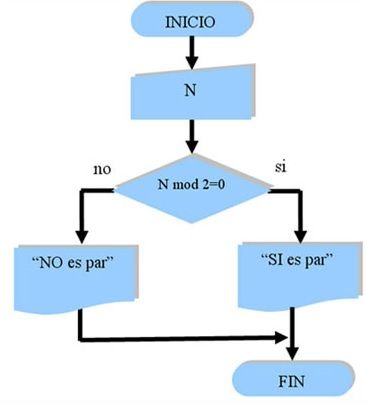 INICIO
N
no
si
N mod 2=0
“NO es par”
“SI es par”
FIN